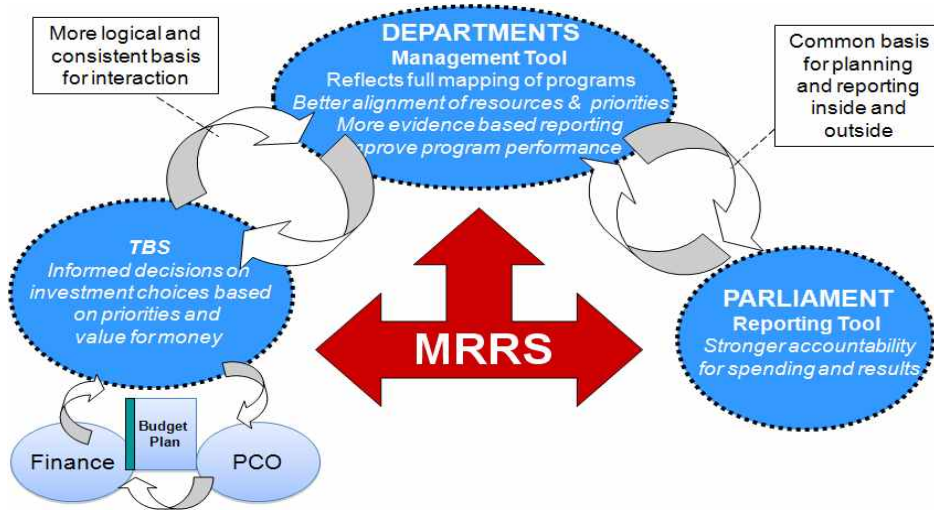 More logical and
consistent basis
for interaction
DEPARTMENTS
Management Tool
Reflects full mapping of programs
Better alignment of resources & priorities
More evidence based reporting
mprove program performance
Common basis
for planning
and reporting
inside and
outside
TBS
Informed decisions on
investment choices based
on priorities and
value for money
MRRS
PARLIAMENT
Reporting Tool
Stronger accountability
for spending and results
Budget
Plan
Finance
PCO